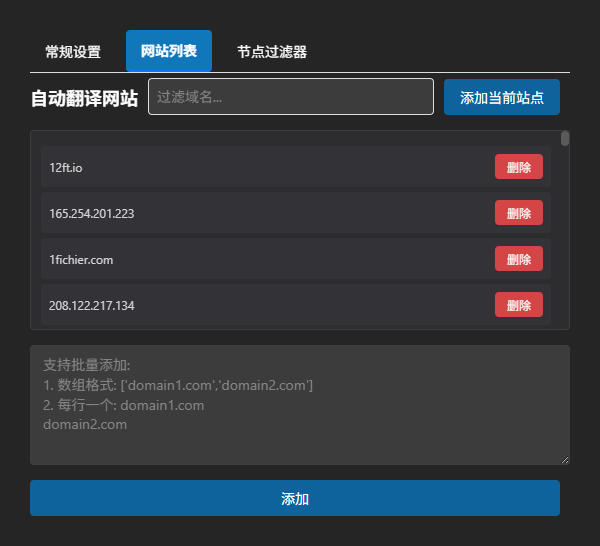 常规设置 网站列表 节点过滤器
自动翻译网站 过滤域名... 添加当前站点
12ft.io 删除
165.254.201.223 删除
1fichier.com 删除
208.122.217.134 删除
支持批量添加:
1. 数组格式: ['domain1.com','domain2.com']
2. 每行一个: domain1.com
domain2.com
添加